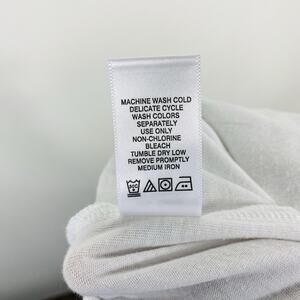 MACHINE WASH COLD
DELICATE CYCLE
WASH COLORS
SEPARATELY
USE ONLY
NON-CHLORINE
BLEACH
TUMBLE DRY LOW
REMOVE PROMPTLY
MEDIUM IRON